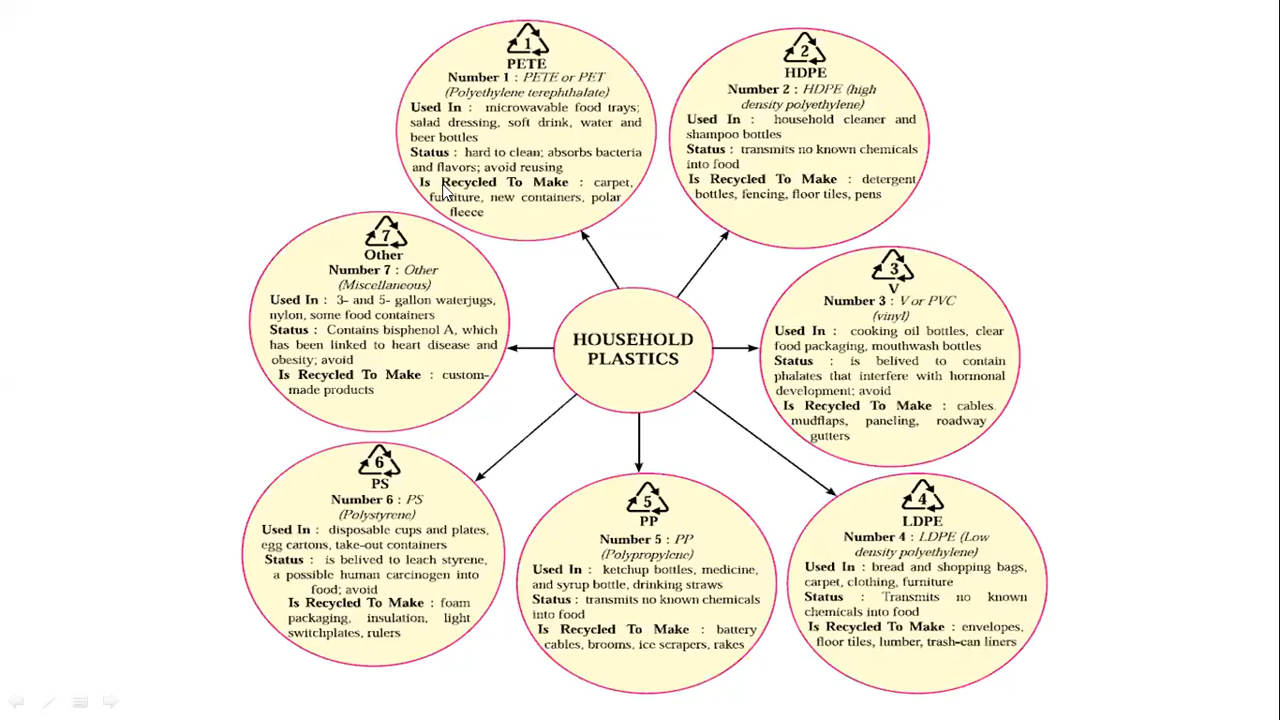 HOUSEHOLD
PLASTICS
1
PETE
Number 1 : PETE or PET
(Polyethylene terephthalate)
Used In : microwavable food trays;
salad dressing, soft drink, water and
beer bottles
Status : hard to clean; absorbs bacteria
and flavors; avoid reusing
Is Recycled To Make : carpet,
furniture, new containers, polar
fleece
2
HDPE
Number 2 : HDPE (high
density polyethylene)
Used In : household cleaner and
shampoo bottles
Status : transmits no known chemicals
into food
Is Recycled To Make : detergent
bottles, fencing, floor tiles, pens
3
V
Number 3 : V or PVC
(vinyl)
Used In : cooking oil bottles, clear
food packaging, mouthwash bottles
Status : is belived to contain
phalates that interfere with hormonal
development; avoid
Is Recycled To Make : cables.
mudflaps, paneling, roadway
gutters
4
LDPE
Number 4 : LDPE (Low
density polyethylene)
Used In : bread and shopping bags,
carpet, clothing, furniture
Status : Transmits no known
chemicals into food
Is Recycled To Make : envelopes,
floor tiles, lumber, trash-can liners
5
PP
Number 5 : PP
(Polypropylene)
Used In : ketchup bottles, medicine,
and syrup bottle, drinking straws
Status : transmits no known chemicals
into food
Is Recycled To Make : battery
cables, brooms, ice scrapers, rakes
6
PS
Number 6 : PS
(Polystyrene)
Used In : disposable cups and plates,
egg cartons, take-out containers
Status : is belived to leach styrene,
a possible human carcinogen into
food; avoid
Is Recycled To Make : foam
packaging, insulation, light
switchplates, rulers
7
Other
Number 7 : Other
(Miscellaneous)
Used In : 3- and 5- gallon waterjugs,
nylon, some food containers
Status : Contains bisphenol A, which
has been linked to heart disease and
obesity; avoid
Is Recycled To Make : custom-
made products